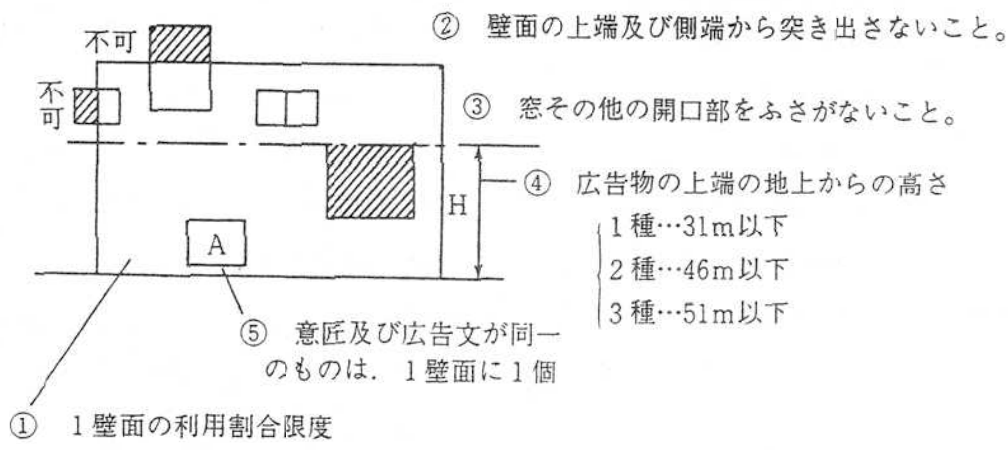 ② 壁面の上端及び側端から突き出さないこと。
不可
不可
③ 窓その他の開口部をふさがないこと。
④ 広告物の上端の地上からの高さ
H
1種…31m以下
2種…46m以下
3種…51m以下
A
⑤ 意匠及び広告文が同一
のものは．1壁面に1個
① 1壁面の利用割合限度